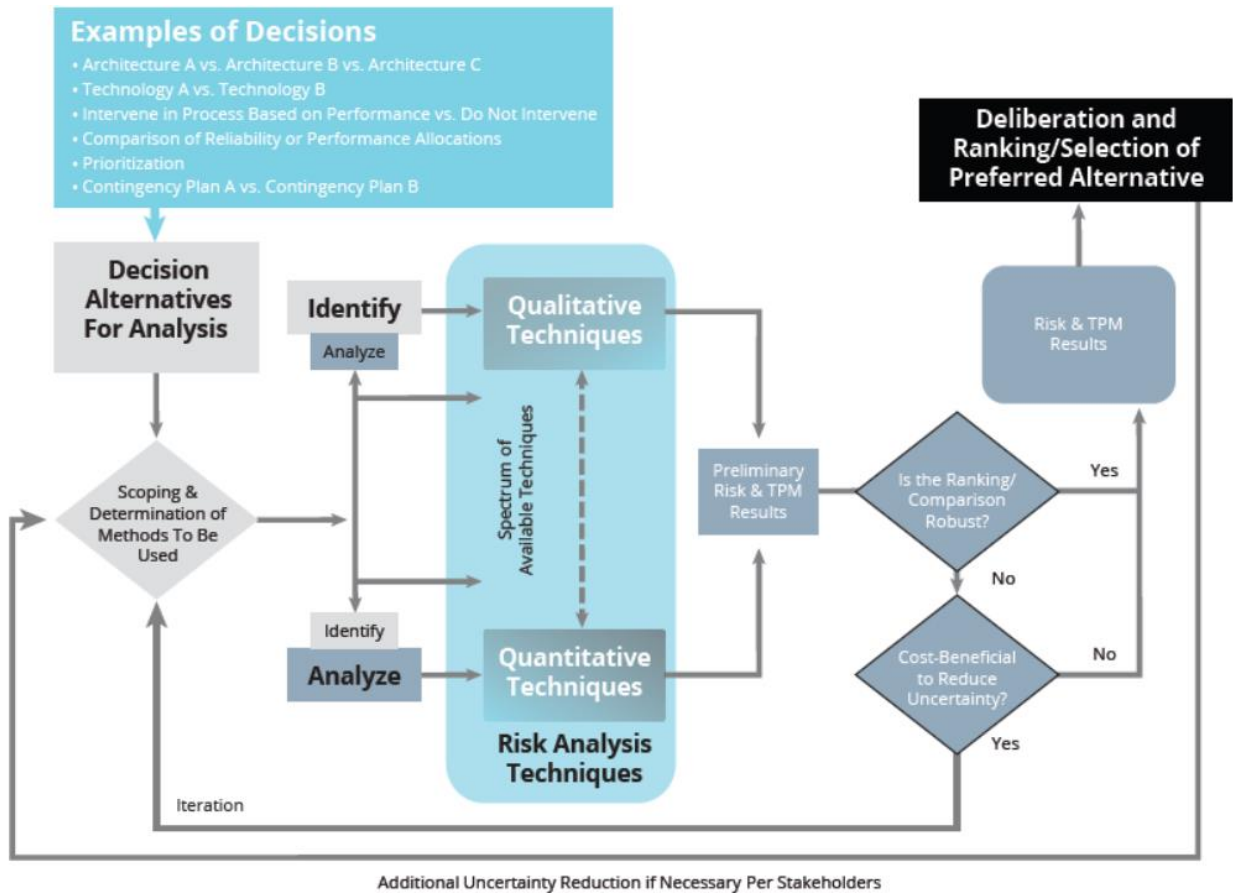 Examples of Decisions
• Architecture A vs. Architecture B vs. Architecture C
• Technology A vs. Technology B
• Intervene in Process Based on Performance vs. Do Not Intervene
• Comparison of Reliability or Performance Allocations
• Prioritization
• Contingency Plan A vs. Contingency Plan B
Decision
Alternatives
For Analysis
Scoping &
Determination of
Methods To Be
Used
Identify
Analyze
Identify
Analyze
Qualitative
Techniques
Spectrum of
Available Techniques
Quantitative
Techniques
Risk Analysis
Techniques
Preliminary
Risk & TPM
Results
Is the Ranking/
Comparison
Robust?
Yes
No
Cost-Beneficial
to Reduce
Uncertainty?
No
Yes
Risk & TPM
Results
Deliberation and
Ranking/Selection of
Preferred Alternative
Iteration
Additional Uncertainty Reduction if Necessary Per Stakeholders